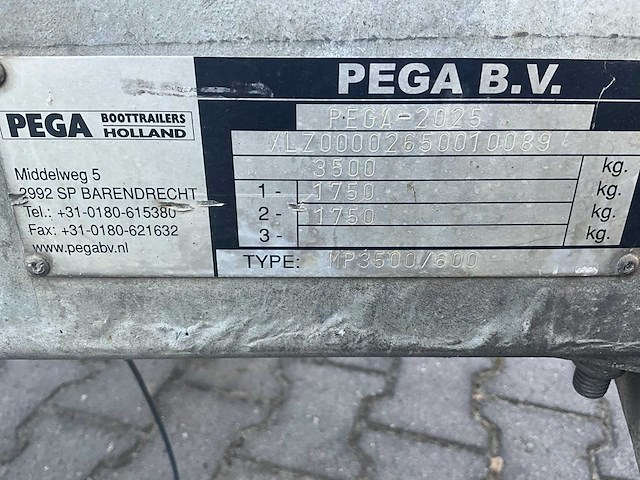 PEGA B.V.
PEGA BOOTTRAILERS HOLLAND
Middelweg 5
2992 SP BARENDRECHT
Tel.: +31-0180-615380
Fax: +31-0180-621632
www.pegabv.nl
PEGA-2025
XLZ00002650010089
3500 kg.
1- 1750 kg.
2- 1750 kg.
3- kg.
TYPE: MP3500/600